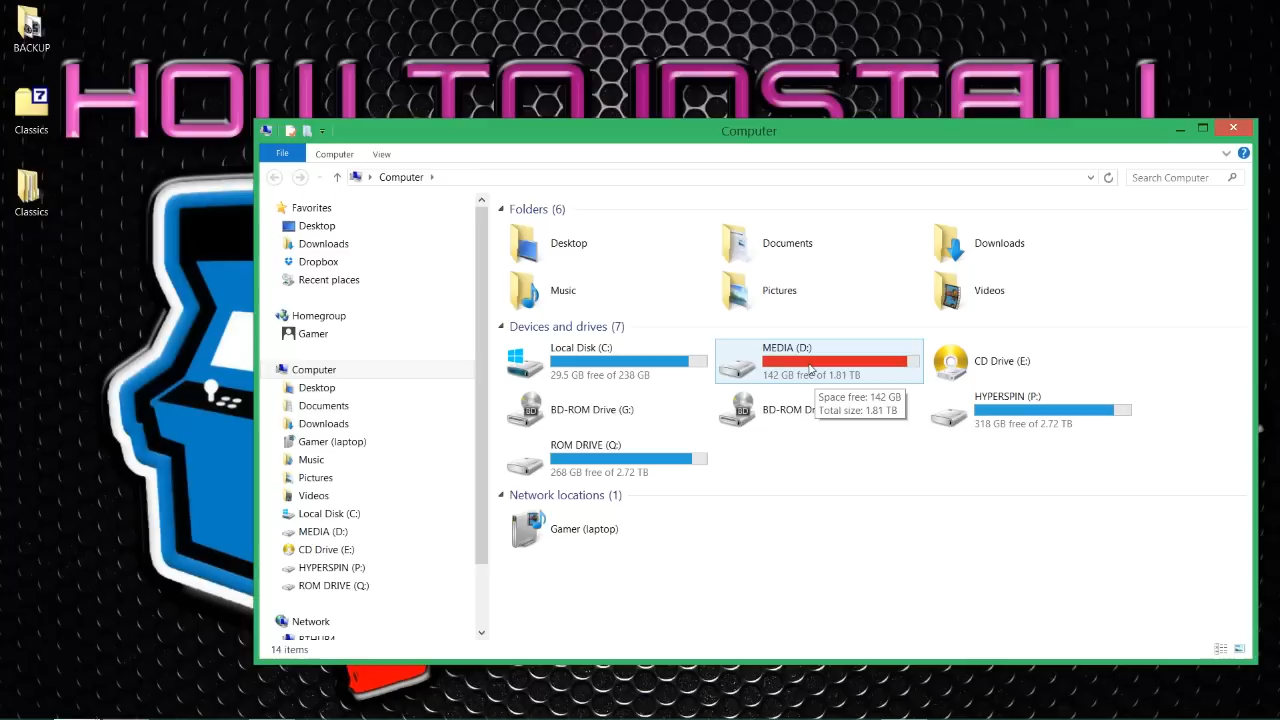 BACKUP
Classics
Classics
HOW TO INSTALL
Computer
File
Computer
View
Computer
Search Computer
Favorites
Desktop
Downloads
Dropbox
Recent places
Homegroup
Gamer
Computer
Desktop
Documents
Downloads
Gamer (laptop)
Music
Pictures
Videos
Local Disk (C:)
MEDIA (D:)
CD Drive (E:)
HYPERSPIN (P:)
ROM DRIVE (Q:)
Network
BTHUB4
Folders (6)
Desktop
Documents
Downloads
Music
Pictures
Videos
Devices and drives (7)
Local Disk (C:)
29.5 GB free of 238 GB
MEDIA (D:)
142 GB free of 1.81 TB
CD Drive (E:)
BD-ROM Drive (G:)
BD-ROM Dr
Space free: 142 GB
Total size: 1.81 TB
HYPERSPIN (P:)
318 GB free of 2.72 TB
ROM DRIVE (Q:)
268 GB free of 2.72 TB
Network locations (1)
Gamer (laptop)
14 items